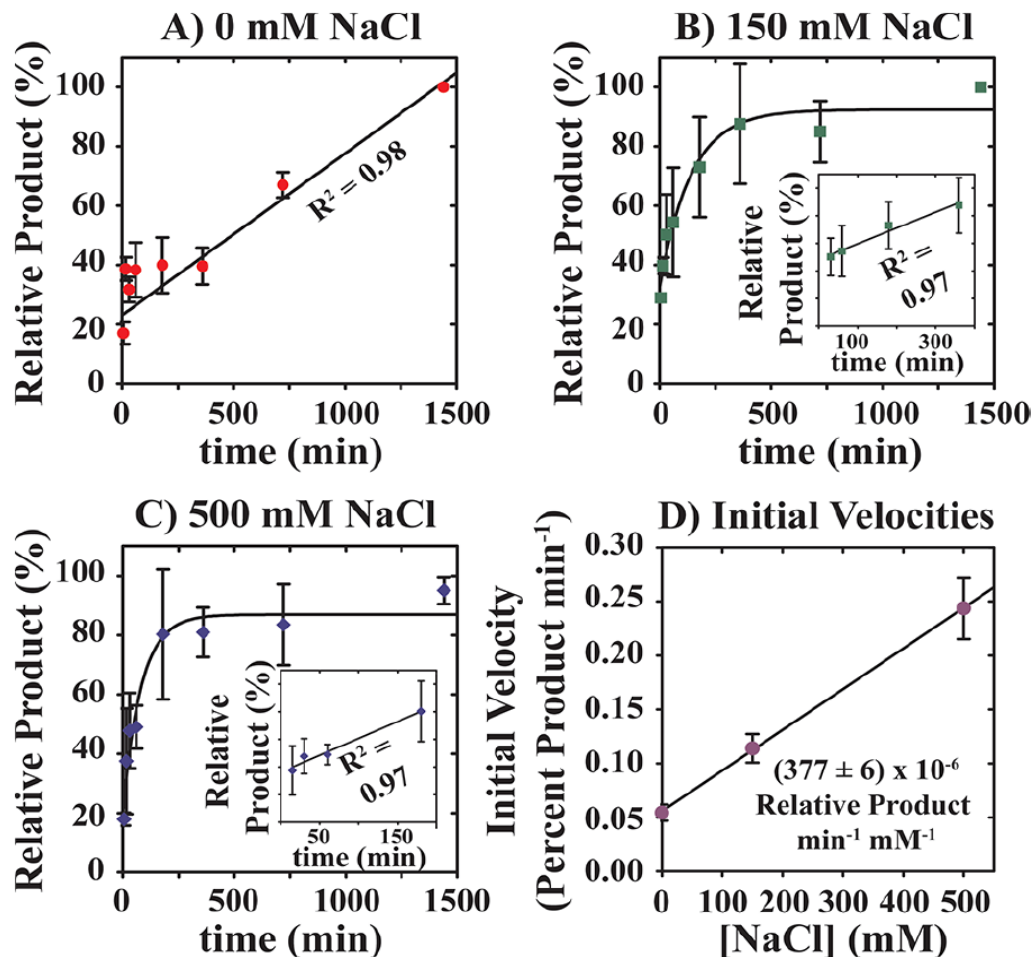 A) 0 mM NaCl
Relative Product (%)
100
80
60
40
20
0
R² = 0.98
0
500
1000
1500
time (min)
B) 150 mM NaCl
Relative Product (%)
100
80
60
40
20
0
Relative
Product (%)
R² =
0.97
100
300
time (min)
0
500
1000
1500
time (min)
C) 500 mM NaCl
Relative Product (%)
100
80
60
40
20
0
Relative
Product (%)
R² =
0.97
50
150
time (min)
0
500
1000
1500
time (min)
D) Initial Velocities
Initial Velocity
(Percent Product min⁻¹)
0.30
0.25
0.20
0.15
0.10
0.05
0.00
(377 ± 6) x 10⁻⁶
Relative Product
min⁻¹ mM⁻¹
0
100
200
300
400
500
[NaCl] (mM)